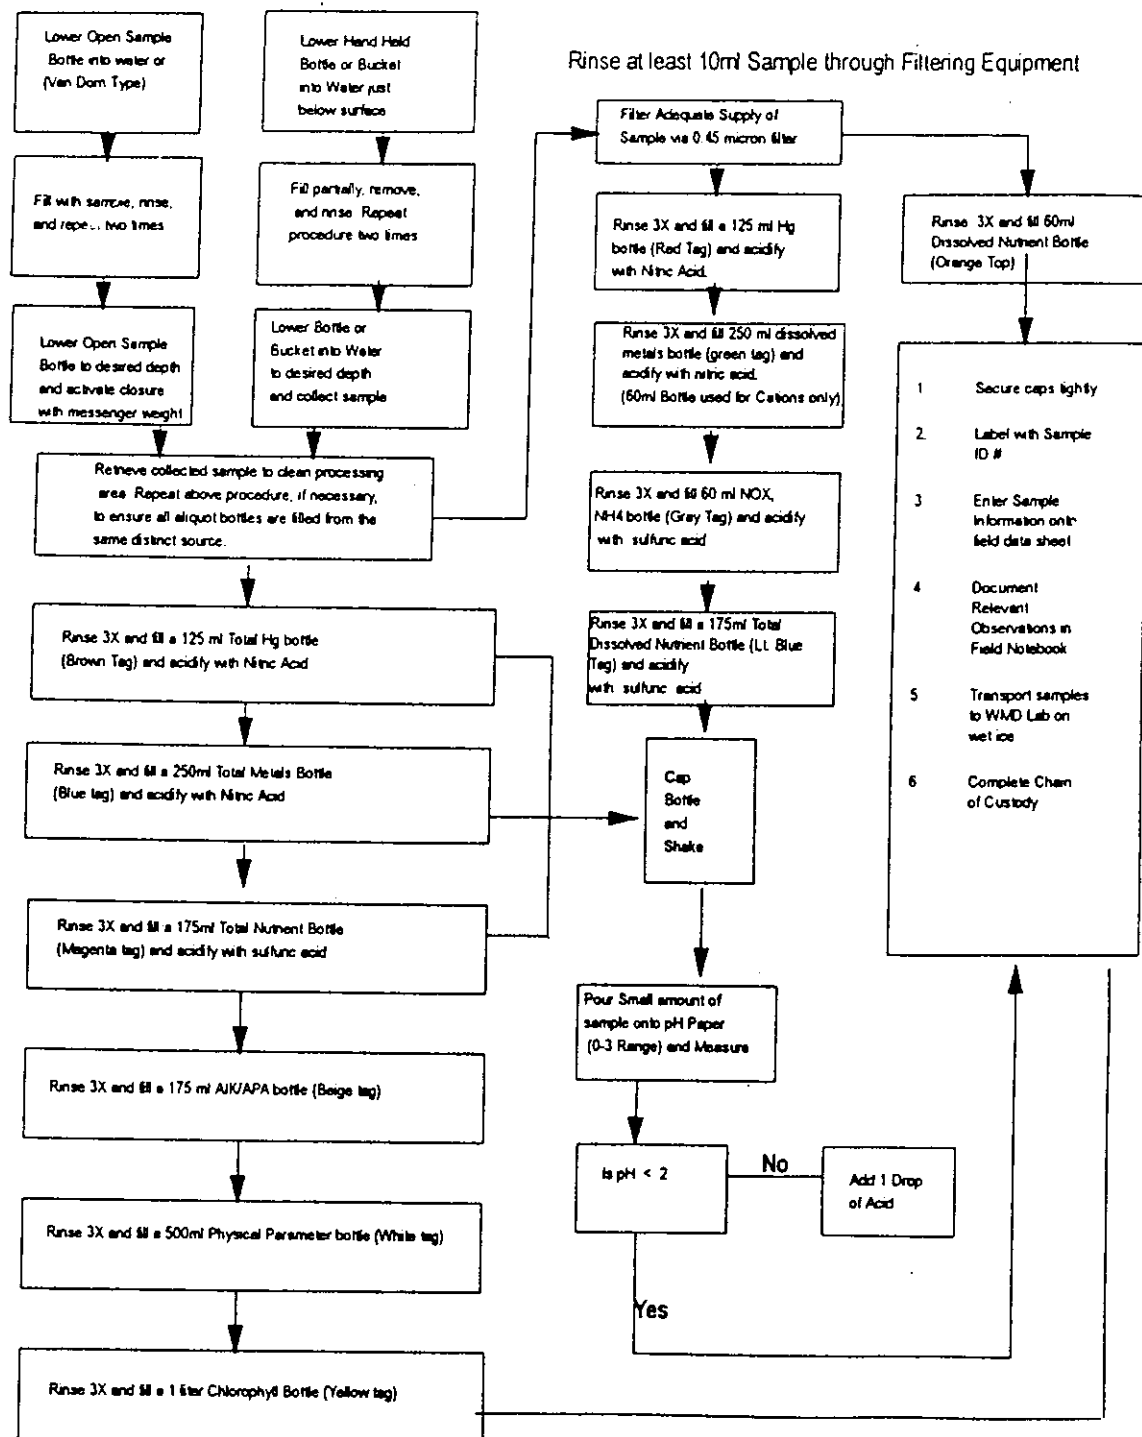 Lower Open Sample
Bottle into water or
(Van Dorn Type)
Lower Hand Held
Bottle or Bucket
into Water just
below surface
Rinse at least 10ml Sample through Filtering Equipment
Filter Adequate Supply of
Sample via 0.45 micron filter
Fill with sample, rinse,
and repeat two times
Fill partially, remove,
and rinse Repeat
procedure two times
Rinse 3X and fill a 125 ml Hg
bottle (Red Tag) and acidify
with Nitric Acid.
Rinse 3X and fill 60ml
Dissolved Nutrient Bottle
(Orange Top)
Lower Open Sample
Bottle to desired depth
and activate closure
with messenger weight
Lower Bottle or
Bucket into Water
to desired depth
and collect sample
Rinse 3X and fill 250 ml dissolved
metals bottle (green tag) and
acidify with nitric acid.
(60ml Bottle used for Cations only)
Retrieve collected sample to clean processing
area Repeat above procedure, if necessary,
to ensure all aliquot bottles are filled from the
same distinct source.
Rinse 3X and fill 60 ml NOX,
NH4 bottle (Gray Tag) and acidify
with sulfuric acid
Rinse 3X and fill a 125 ml Total Hg bottle
(Brown Tag) and acidify with Nitric Acid
Rinse 3X and fill a 175ml Total
Dissolved Nutrient Bottle (Lt. Blue
Tag) and acidify
with sulfuric acid
Rinse 3X and fill a 250ml Total Metals Bottle
(Blue tag) and acidify with Nitric Acid
Cap
Bottle
and
Shake
Rinse 3X and fill a 175ml Total Nutrient Bottle
(Magenta tag) and acidify with sulfuric acid
Pour Small amount of
sample onto pH Paper
(0-3 Range) and Measure
Rinse 3X and fill a 175 ml AlK/APA bottle (Beige tag)
Is pH < 2
No
Add 1 Drop
of Acid
Yes
Rinse 3X and fill a 500ml Physical Parameter bottle (White tag)
Rinse 3X and fill a 1 liter Chlorophyll Bottle (Yellow tag)
1 Secure caps tightly
2. Label with Sample
ID #
3 Enter Sample
Information onto
field data sheet
4 Document
Relevant
Observations in
Field Notebook
5 Transport samples
to WMD Lab on
wet ice
6 Complete Chain
of Custody